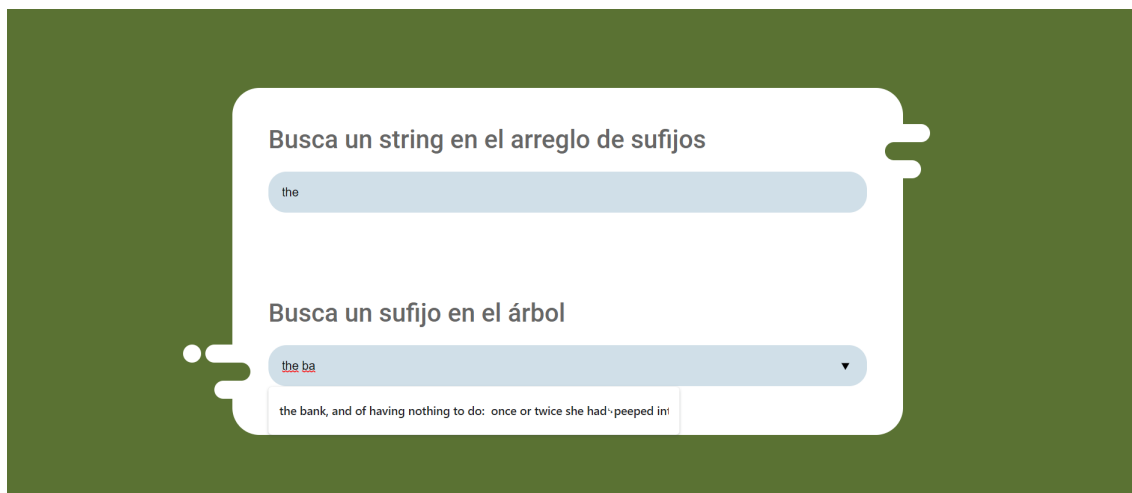 Busca un string en el arreglo de sufijos
the
Busca un sufijo en el árbol
the ba
the bank, and of having nothing to do:  once or twice she had peeped int